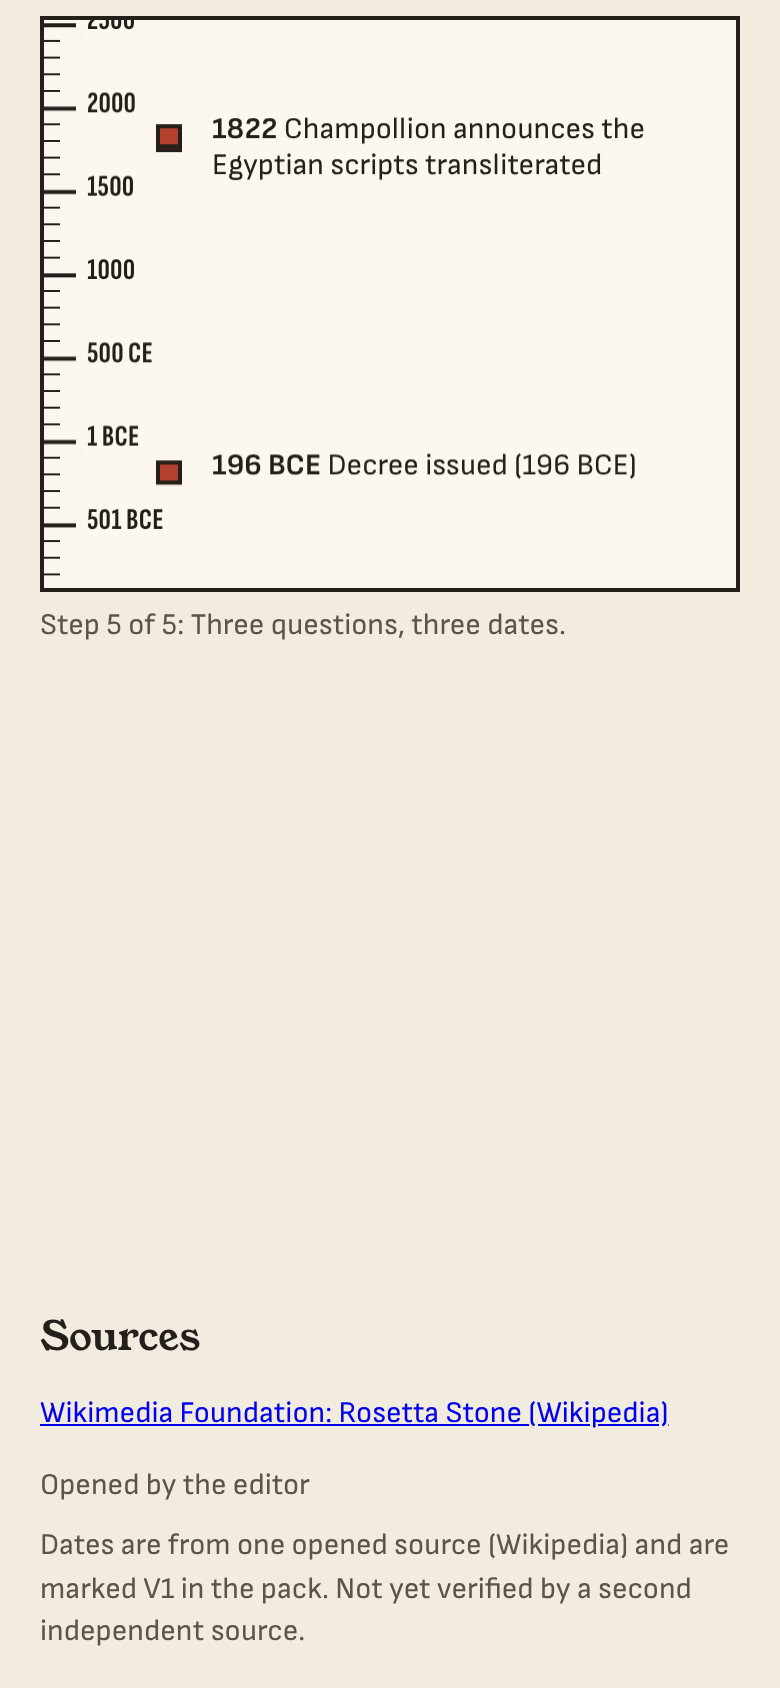 2500
2000
1822 Champollion announces the
Egyptian scripts transliterated
1500
1000
500 CE
1 BCE
196 BCE Decree issued (196 BCE)
501 BCE
Step 5 of 5: Three questions, three dates.
Sources
Wikimedia Foundation: Rosetta Stone (Wikipedia)
Opened by the editor
Dates are from one opened source (Wikipedia) and are
marked V1 in the pack. Not yet verified by a second
independent source.